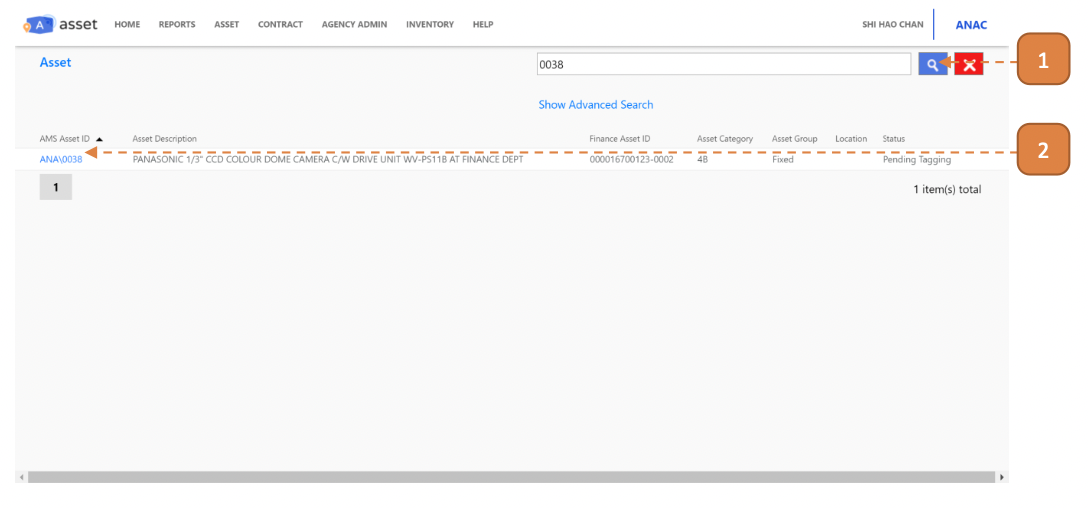 A asset HOME REPORTS ASSET CONTRACT AGENCY ADMIN INVENTORY HELP SHI HAO CHAN ANAC
Asset 0038 1
Show Advanced Search
AMS Asset ID Asset Description Finance Asset ID Asset Category Asset Group Location Status
ANA\0038 PANASONIC 1/3" CCD COLOUR DOME CAMERA C/W DRIVE UNIT WV-PS11B AT FINANCE DEPT 000016700123-0002 4B Fixed Pending Tagging 2
1 1 item(s) total